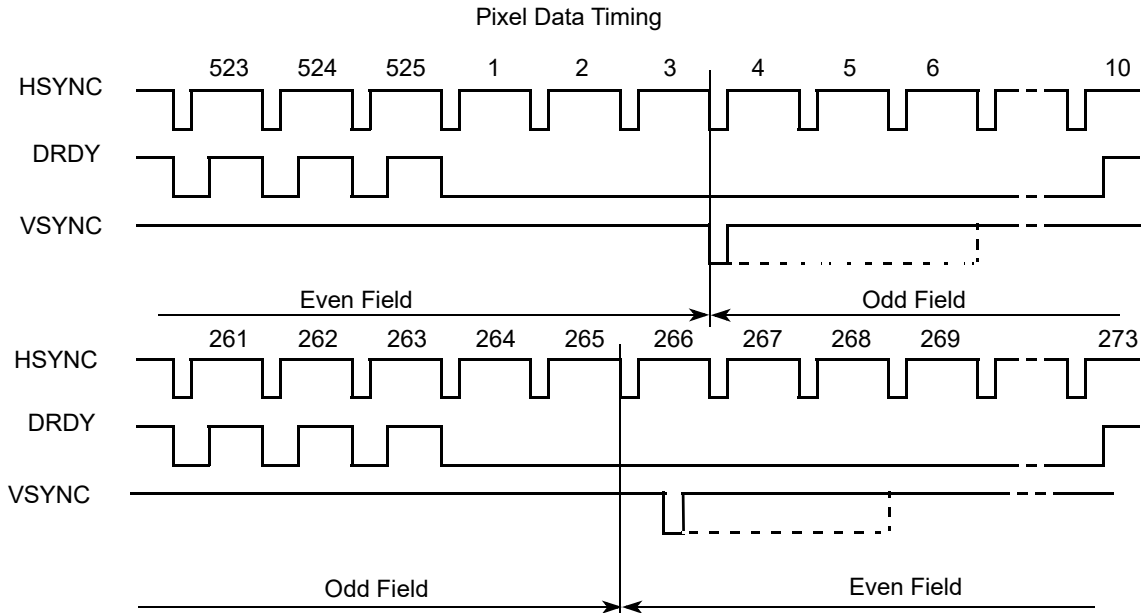 Pixel Data Timing
523 524 525 1 2 3 4 5 6 10
HSYNC
DRDY
VSYNC
Even Field Odd Field
261 262 263 264 265 266 267 268 269 273
HSYNC
DRDY
VSYNC
Odd Field Even Field